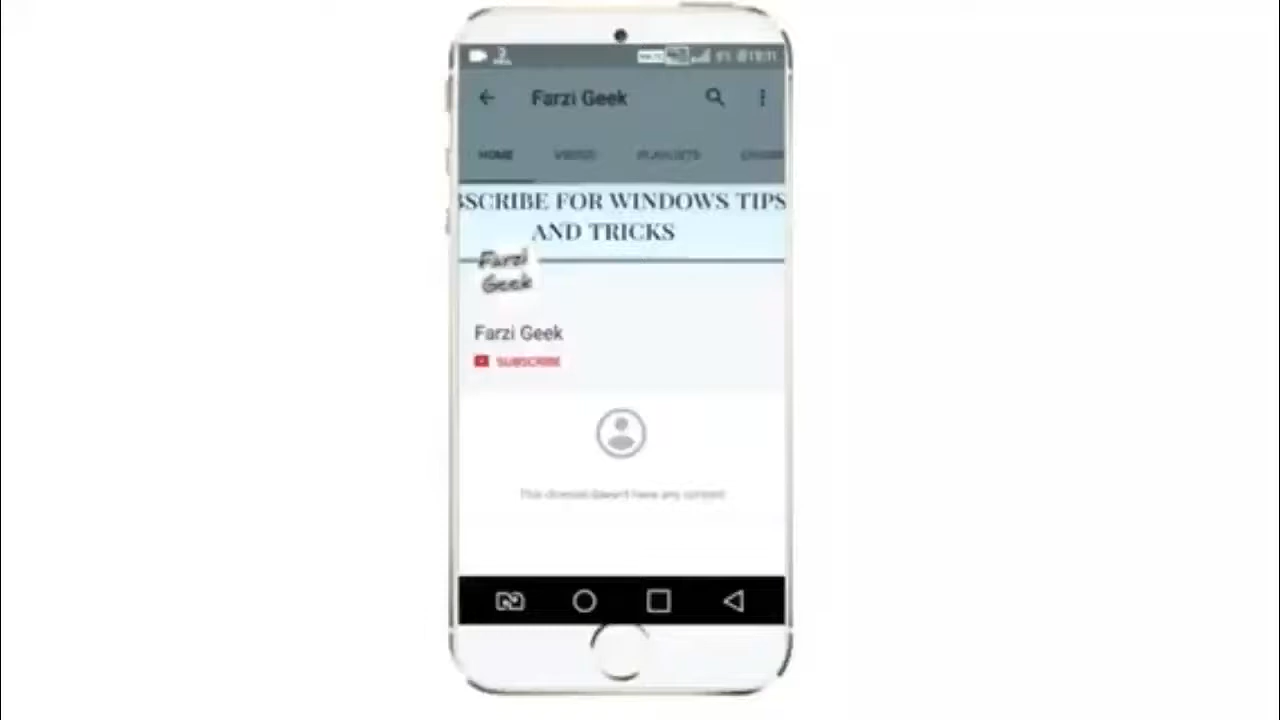 Farzi Geek
HOME VIDEOS PLAYLISTS
BSCRIBE FOR WINDOWS TIPS
AND TRICKS
Farzi
Geek
Farzi Geek
SUBSCRIBE
This channel doesn't have any content